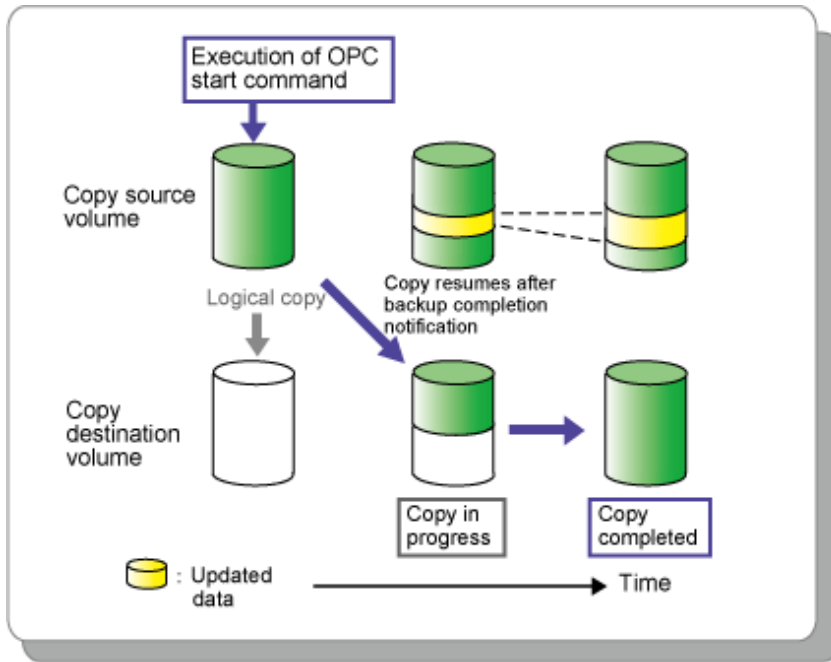 Execution of OPC
start command
Copy source
volume
Logical copy
Copy resumes after
backup completion
notification
Copy
destination
volume
Copy in
progress
Copy
completed
: Updated
data
Time